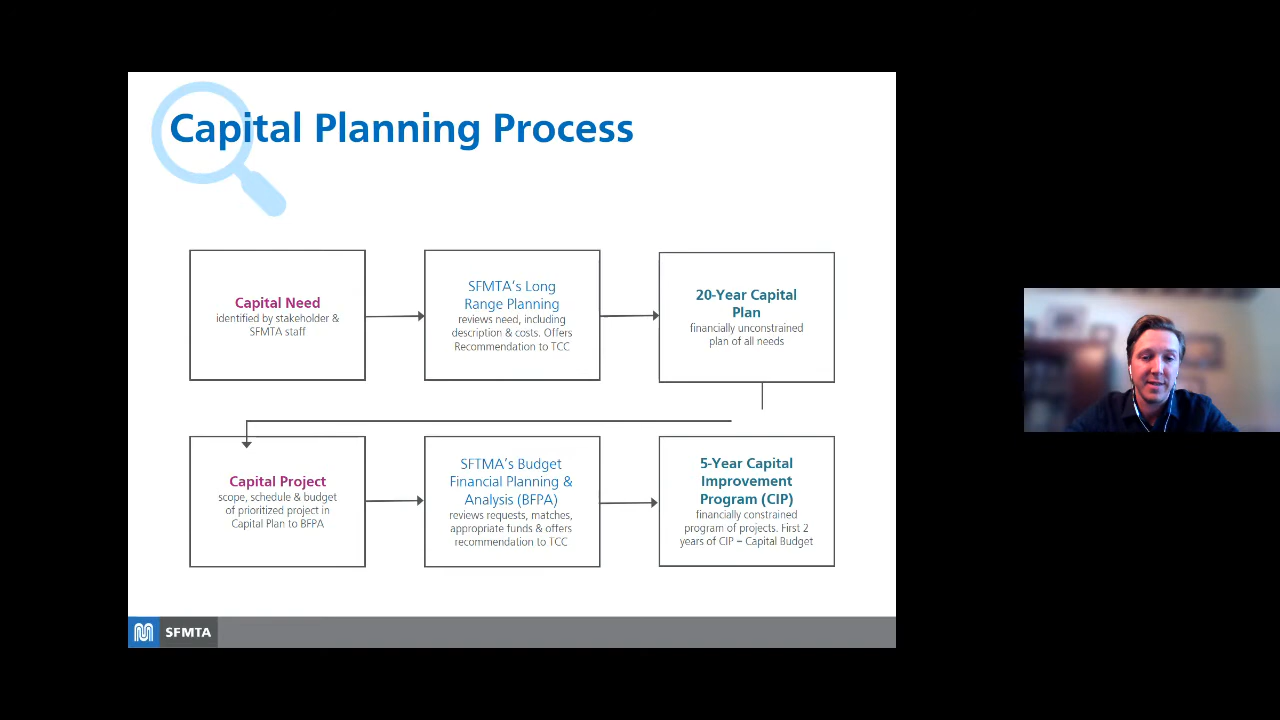 Capital Planning Process
Capital Need
identified by stakeholder &
SFMTA staff
SFMTA's Long
Range Planning
reviews need, including
description & costs. Offers
Recommendation to TCC
20-Year Capital
Plan
financially unconstrained
plan of all needs
Capital Project
scope, schedule & budget
of prioritized project in
Capital Plan to BFPA
SFTMA's Budget
Financial Planning &
Analysis (BFPA)
reviews requests, matches,
appropriate funds & offers
recommendation to TCC
5-Year Capital
Improvement
Program (CIP)
financially constrained
program of projects. First 2
years of CIP – Capital Budget
SFMTA